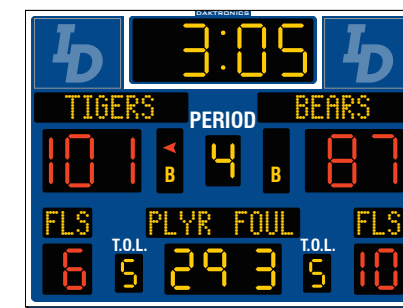 DAKTRONICS
ID 3:05 ID
TIGERS PERIOD BEARS
101 B 4 B 87
FLS PLYR FOUL FLS
T.O.L. T.O.L.
6 5 29 3 5 10